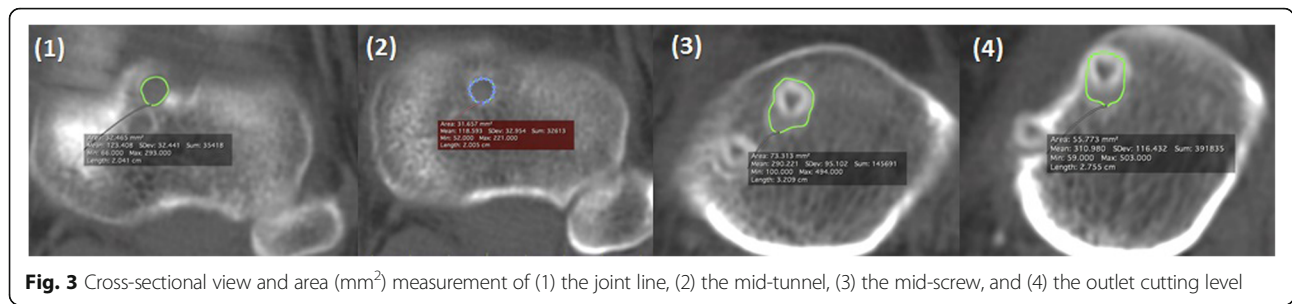 (1)
Area: 32.465 mm²
Mean: 123.408 SDev: 32.441 Sum: 35418
Min: 66.000 Max: 293.000
Length: 2.041 cm
(2)
Area: 31.657 mm²
Mean: 118.593 SDev: 32.954 Sum: 32613
Min: 52.000 Max: 221.000
Length: 2.005 cm
(3)
Area: 73.313 mm²
Mean: 290.221 SDev: 95.102 Sum: 145691
Min: 100.000 Max: 494.000
Length: 3.209 cm
(4)
Area: 55.773 mm²
Mean: 310.980 SDev: 116.432 Sum: 391835
Min: 59.000 Max: 503.000
Length: 2.755 cm
Fig. 3 Cross-sectional view and area (mm²) measurement of (1) the joint line, (2) the mid-tunnel, (3) the mid-screw, and (4) the outlet cutting level